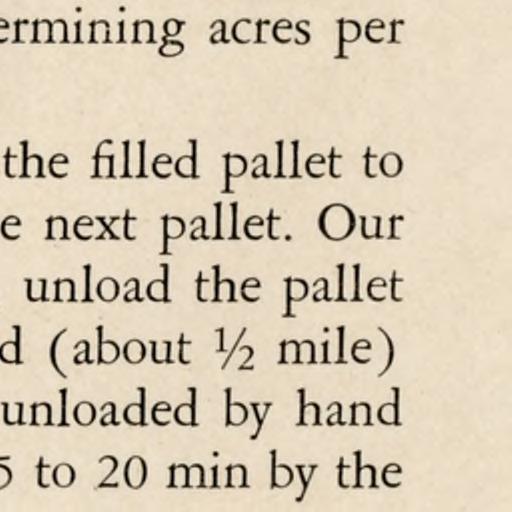 ermining acres per
the filled pallet to
e next pallet. Our
unload the pallet
d (about ½ mile)
unloaded by hand
5 to 20 min by the